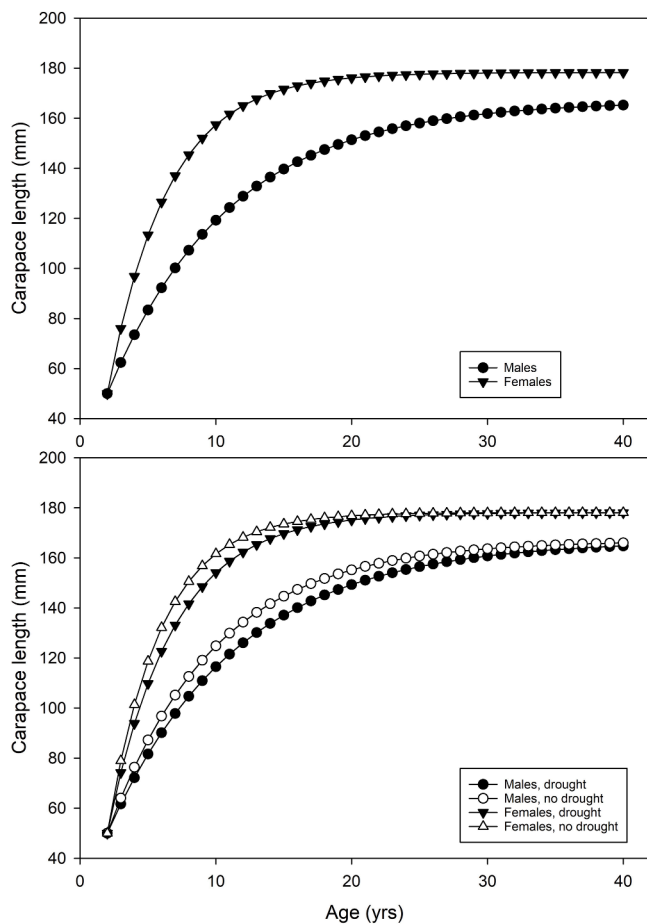 200
180
160
140
120
100
80
60
40
Carapace length (mm)
Males
Females
0 10 20 30 40
200
180
160
140
120
100
80
60
40
Carapace length (mm)
Males, drought
Males, no drought
Females, drought
Females, no drought
0 10 20 30 40
Age (yrs)